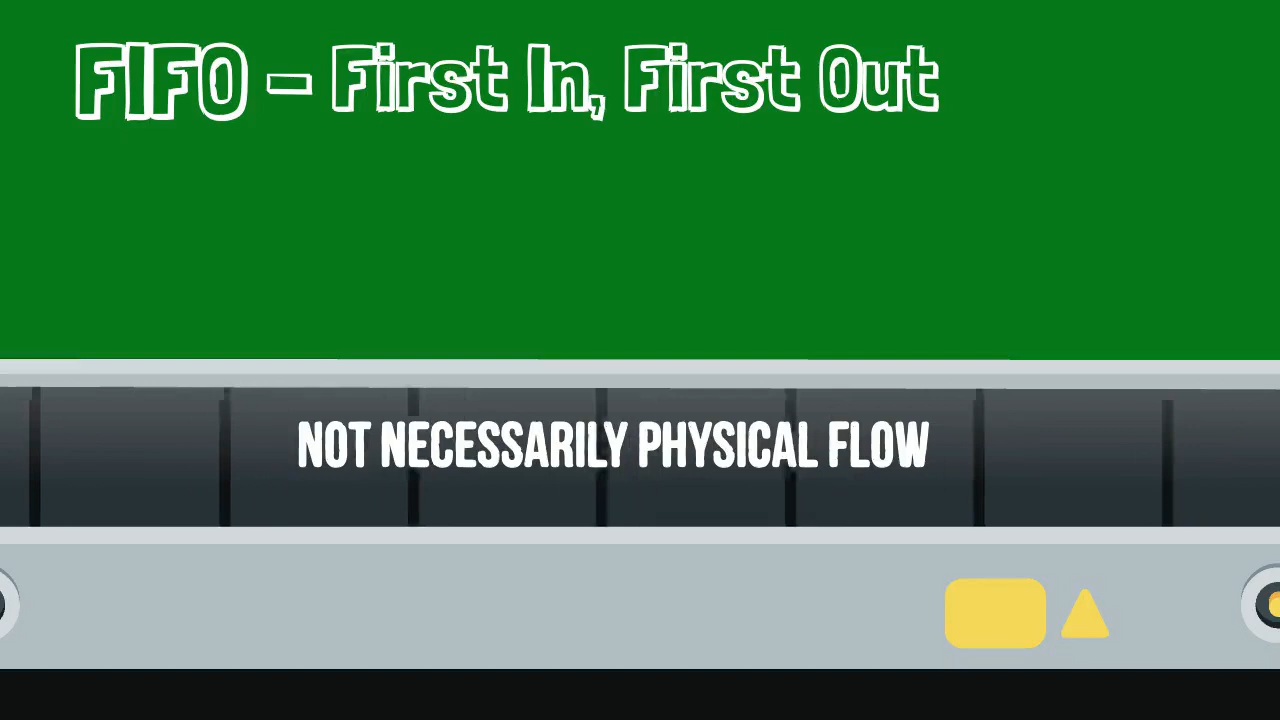 FIFO – First In, First Out
NOT NECESSARILY PHYSICAL FLOW